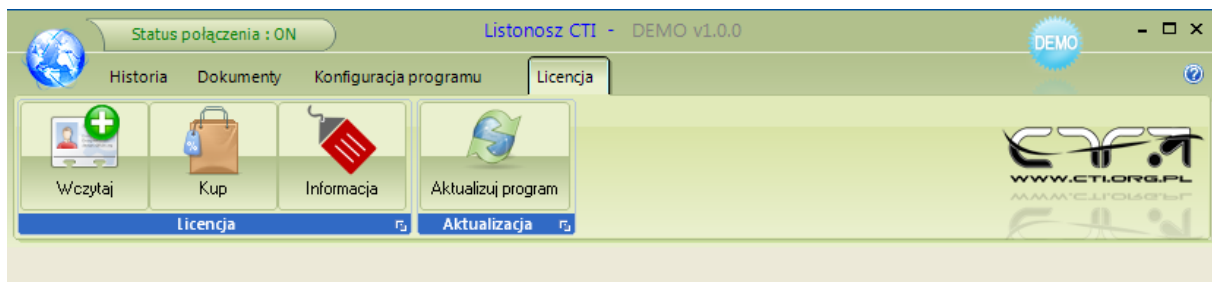 Status połączenia : ON
Listonosz CTI - DEMO v1.0.0
DEMO
Historia Dokumenty Konfiguracja programu Licencja
Wczytaj Kup Informacja Aktualizuj program
Licencja Aktualizacja
CTI
WWW.CTI.ORG.PL